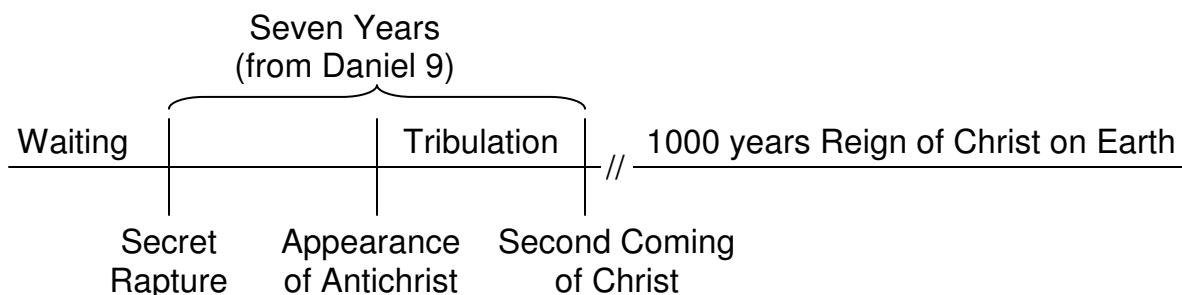 Seven Years
(from Daniel 9)
Waiting
Tribulation
// 1000 years Reign of Christ on Earth
Secret
Rapture
Appearance
of Antichrist
Second Coming
of Christ